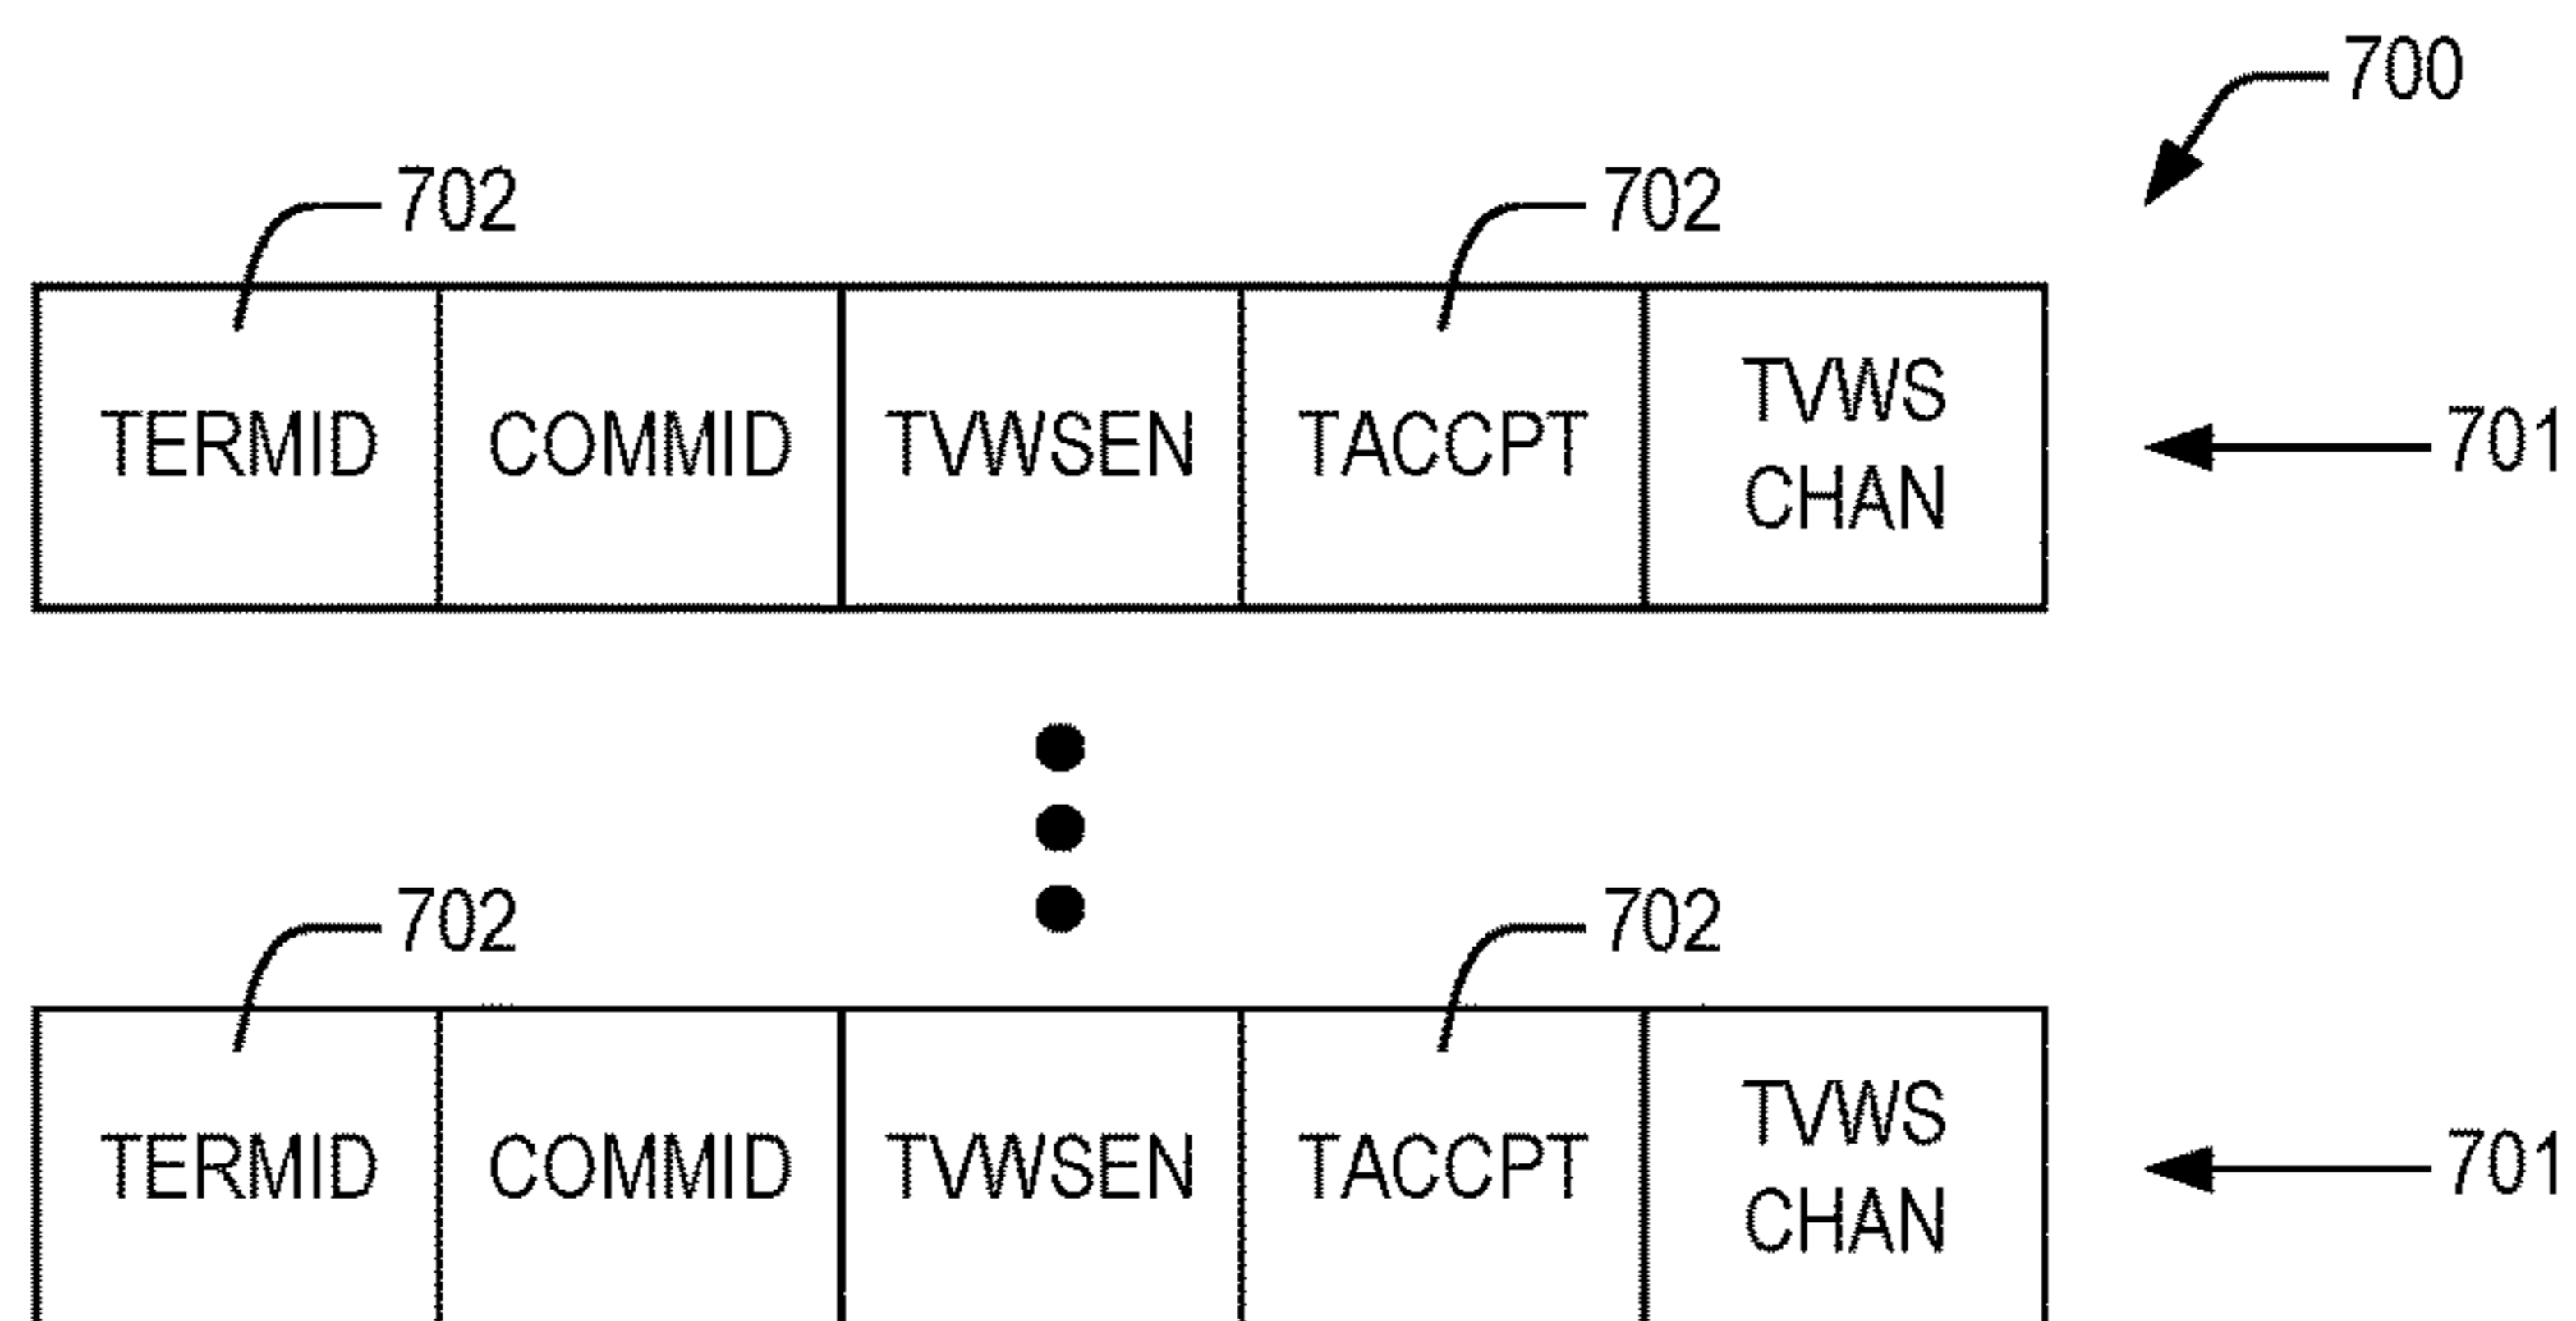 700
702 702
TERMID COMMID TVWSEN TACCPT TVWS CHAN 701
702 702
TERMID COMMID TVWSEN TACCPT TVWS CHAN 701